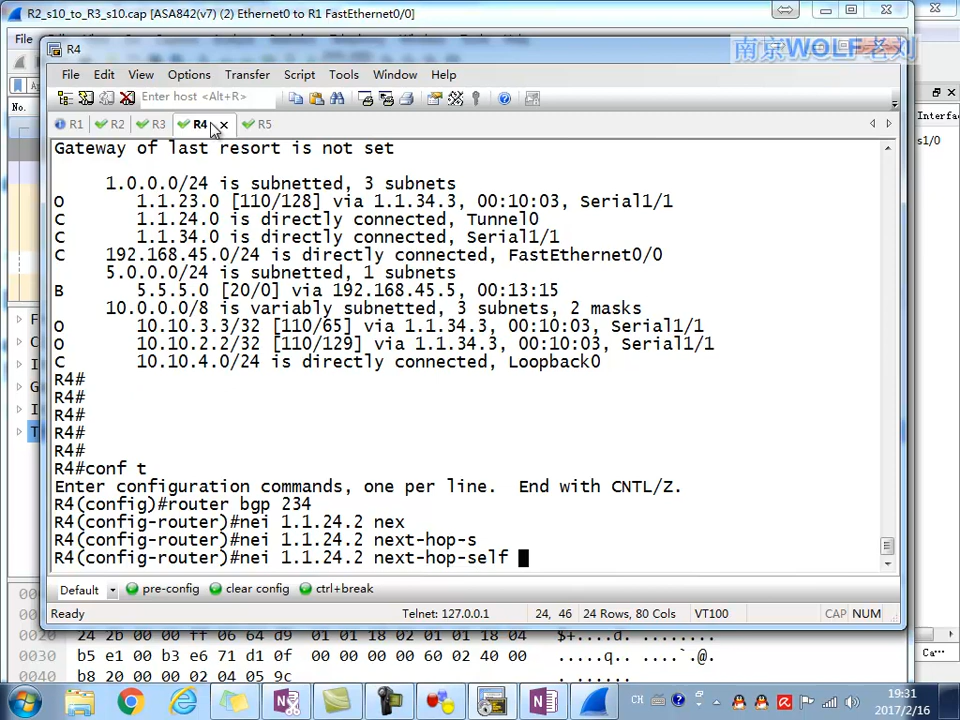 R2_s10_to_R3_s10.cap [ASA842(v7) (2) Ethernet0 to R1 FastEthernet0/0]
File
R4
南京WOLF老刘
File Edit View Options Transfer Script Tools Window Help
Enter host <Alt+R>
No.
Interfa
R1 R2 R3 R4 R5
s1/0
Gateway of last resort is not set
1.0.0.0/24 is subnetted, 3 subnets
O 1.1.23.0 [110/128] via 1.1.34.3, 00:10:03, Serial1/1
C 1.1.24.0 is directly connected, Tunnel0
C 1.1.34.0 is directly connected, Serial1/1
C 192.168.45.0/24 is directly connected, FastEthernet0/0
5.0.0.0/24 is subnetted, 1 subnets
B 5.5.5.0 [20/0] via 192.168.45.5, 00:13:15
10.0.0.0/8 is variably subnetted, 3 subnets, 2 masks
O 10.10.3.3/32 [110/65] via 1.1.34.3, 00:10:03, Serial1/1
O 10.10.2.2/32 [110/129] via 1.1.34.3, 00:10:03, Serial1/1
C 10.10.4.0/24 is directly connected, Loopback0
R4#
R4#
R4#
R4#
R4#
R4#conf t
Enter configuration commands, one per line. End with CNTL/Z.
R4(config)#router bgp 234
R4(config-router)#nei 1.1.24.2 nex
R4(config-router)#nei 1.1.24.2 next-hop-s
R4(config-router)#nei 1.1.24.2 next-hop-self
Default pre-config clear config ctrl+break
Ready Telnet: 127.0.0.1 24, 46 24 Rows, 80 Cols VT100 CAP NUM
0020 24 2b 00 00 ff 06 64 d9 01 01 18 02 01 01 18 04 $+....d. ........
0030 b5 e1 00 b3 e6 71 d1 0f 00 00 00 00 60 02 40 00 .....q.. ....`.@.
0040 b8 20 00 00 02 04 05 9c . ......
CH
19:31
2017/2/16